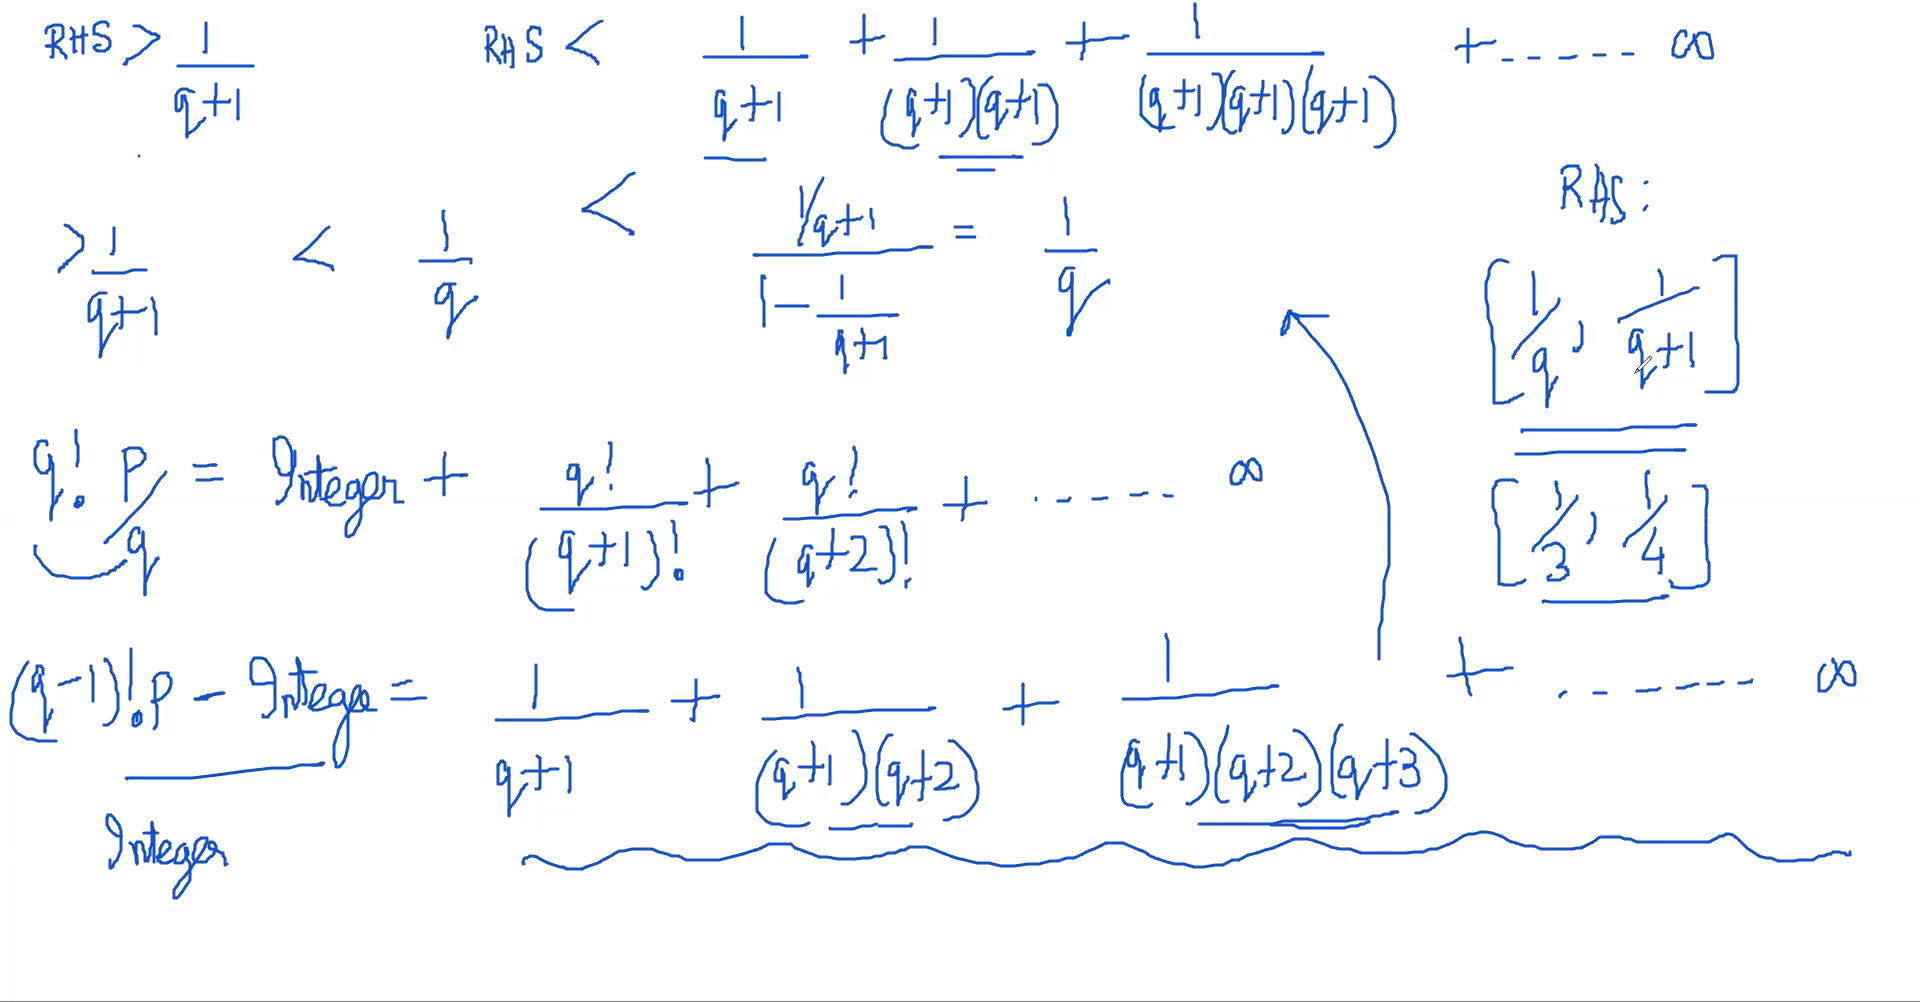 RHS > 1/(q+1)   RHS < 1/(q+1) + 1/((q+1)(q+1)) + 1/((q+1)(q+1)(q+1)) + ------ ∞
> 1/(q+1) < 1/q   < (1/q+1)/(1 - 1/(q+1)) = 1/q
RHS:
[1/q, 1/(q+1)]
q! p/q = Integer + q!/(q+1)! + q!/(q+2)! + ------ ∞
[1/3, 1/4]
(q-1)! p - Intege = 1/(q+1) + 1/((q+1)(q+2)) + 1/((q+1)(q+2)(q+3)) + ------- ∞
Integer